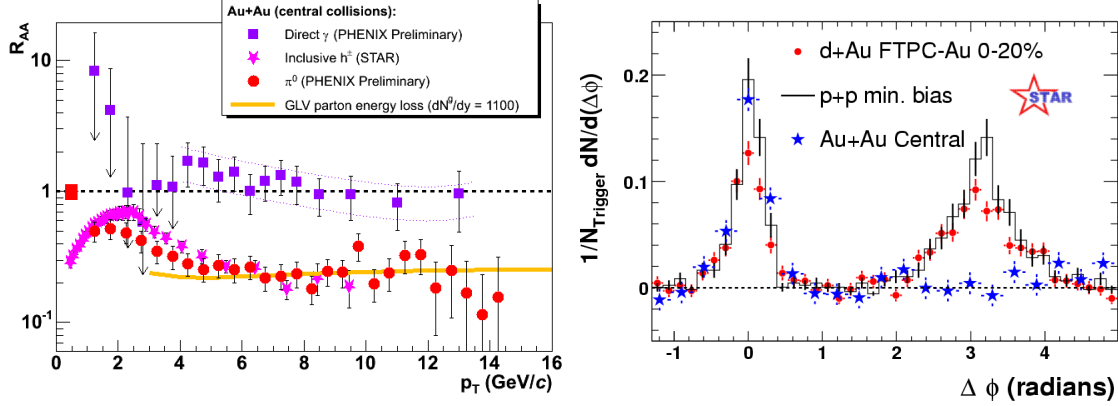 Au+Au (central collisions):
Direct γ (PHENIX Preliminary)
Inclusive h± (STAR)
π⁰ (PHENIX Preliminary)
GLV parton energy loss (dNᵍ/dy = 1100)
R_AA
10
1
10⁻¹
0 2 4 6 8 10 12 14 16
p_T (GeV/c)
d+Au FTPC-Au 0-20%
p+p min. bias
Au+Au Central
STAR
1/N_Trigger dN/d(Δϕ)
0.2
0.1
0
-1 0 1 2 3 4
Δ ϕ (radians)